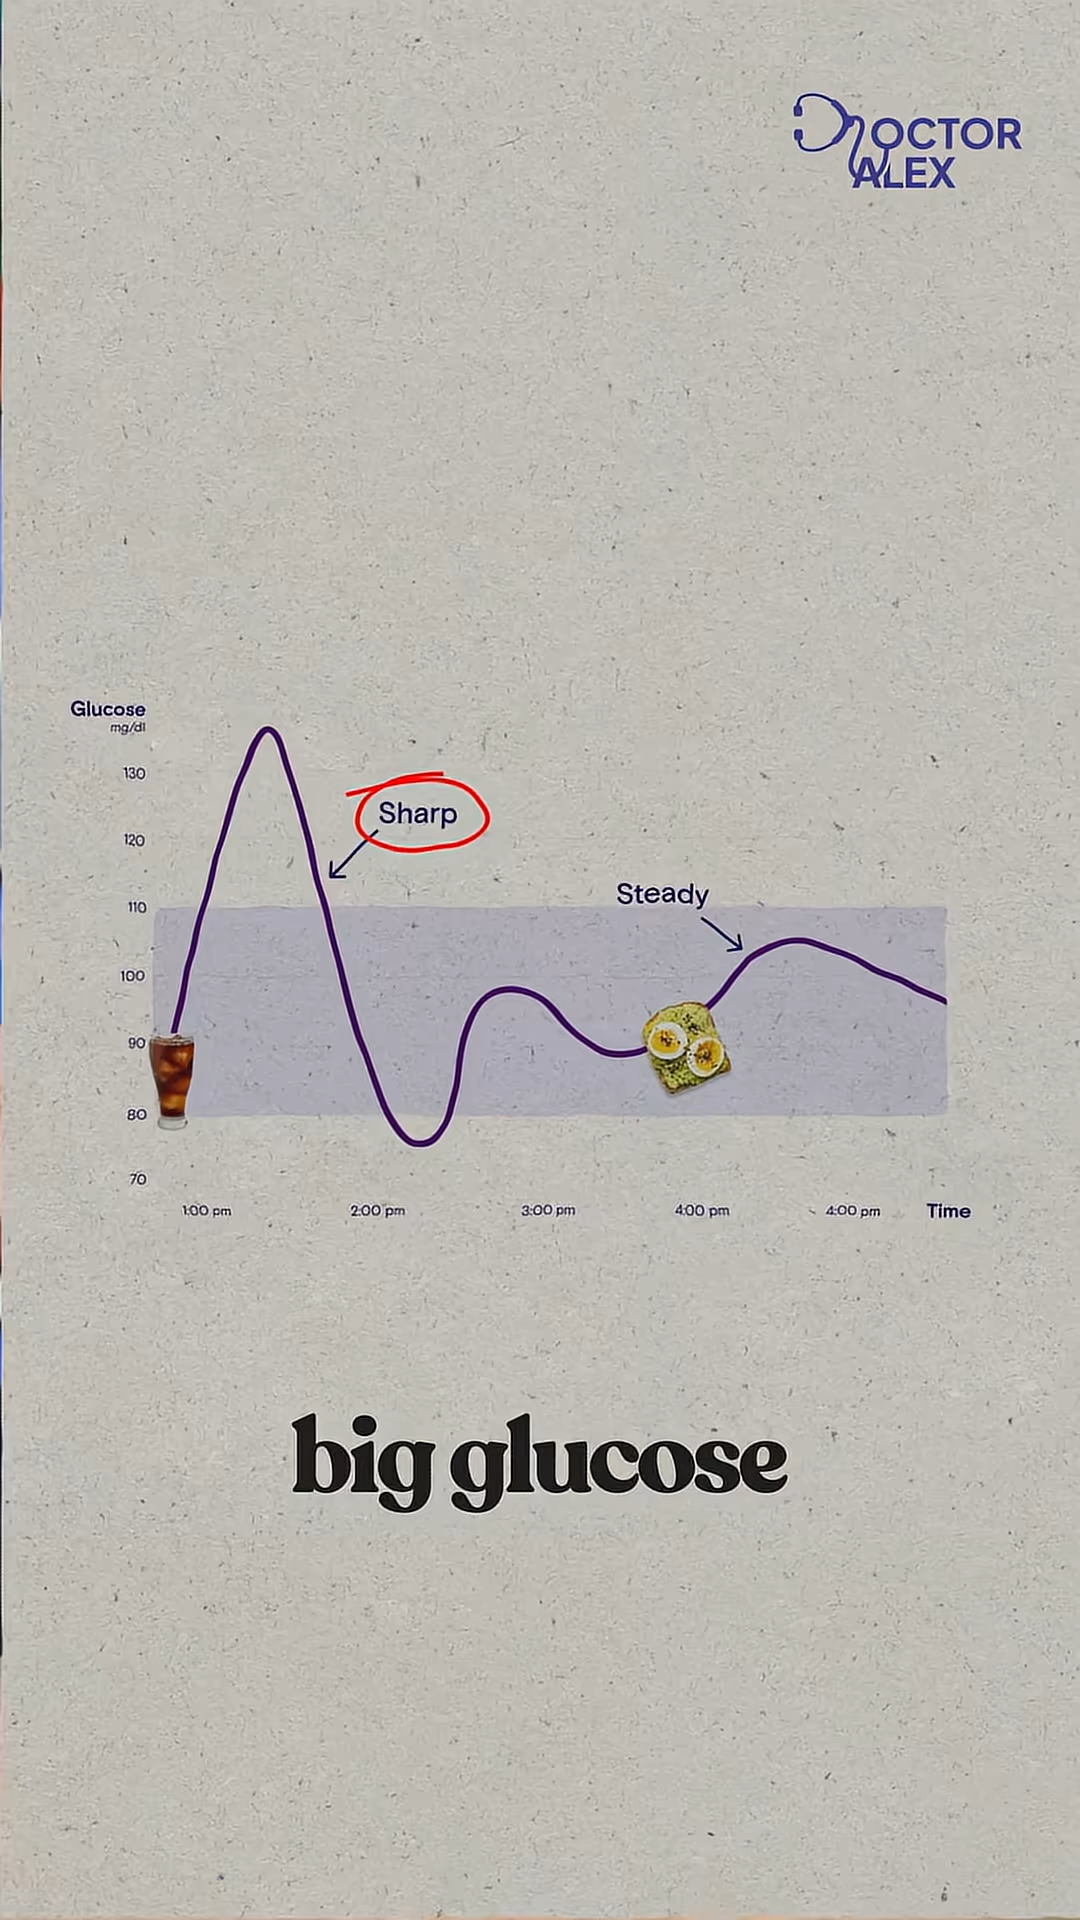 DOCTOR
ALEX
Glucose
mg/dl
130
Sharp
120
Steady
110
100
90
80
70
1:00 pm 2:00 pm 3:00 pm 4:00 pm 4:00 pm Time
big glucose